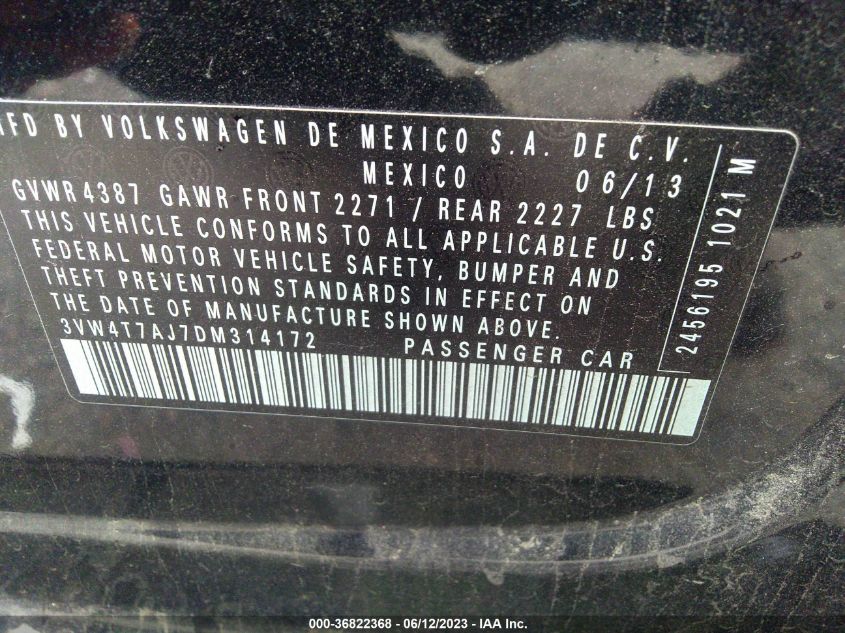 MFD BY VOLKSWAGEN DE MEXICO S.A. DE C.V.
MEXICO 06/13
GVWR 4387 GAWR FRONT 2271 / REAR 2227 LBS
THIS VEHICLE CONFORMS TO ALL APPLICABLE U.S.
FEDERAL MOTOR VEHICLE SAFETY, BUMPER AND
THEFT PREVENTION STANDARDS IN EFFECT ON
THE DATE OF MANUFACTURE SHOWN ABOVE.
3VW4T7AJ7DM314172 PASSENGER CAR
2456195 1021 M
000-36822368 - 06/12/2023 - IAA Inc.